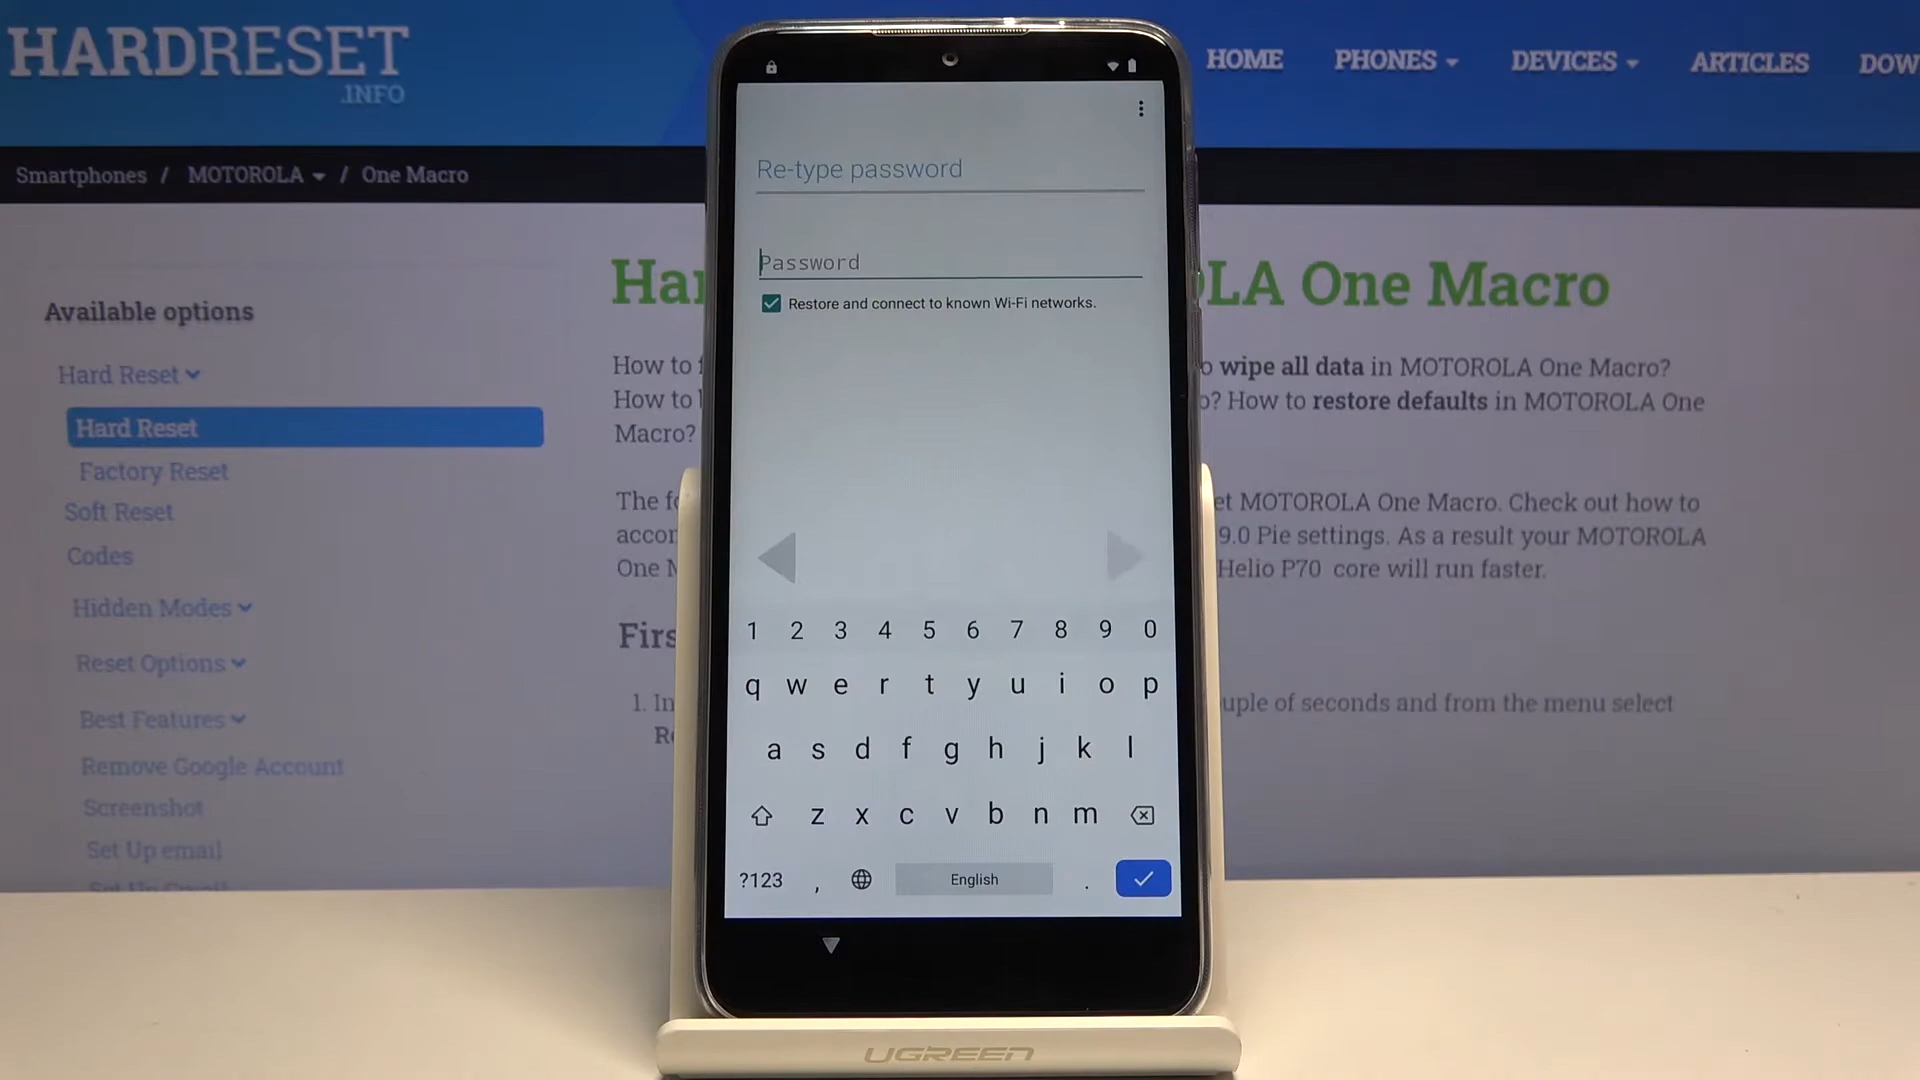 HARDRESET
.INFO
HOME
PHONES
DEVICES
ARTICLES
DOW
Smartphones / MOTOROLA / One Macro
Available options
Hard Reset
Hard Reset
Factory Reset
Soft Reset
Codes
Hidden Modes
Reset Options
Best Features
Remove Google Account
Screenshot
Set Up email
Set Up Gmail
Re-type password
Password
Restore and connect to known Wi-Fi networks.
1 2 3 4 5 6 7 8 9 0
q w e r t y u i o p
a s d f g h j k l
z x c v b n m
?123 , English .
LA One Macro
How to
wipe all data in MOTOROLA One Macro?
How to
? How to restore defaults in MOTOROLA One
Macro?
The
et MOTOROLA One Macro. Check out how to
9.0 Pie settings. As a result your MOTOROLA
One
Helio P70 core will run faster.
1. In
uple of seconds and from the menu select
UGREEN